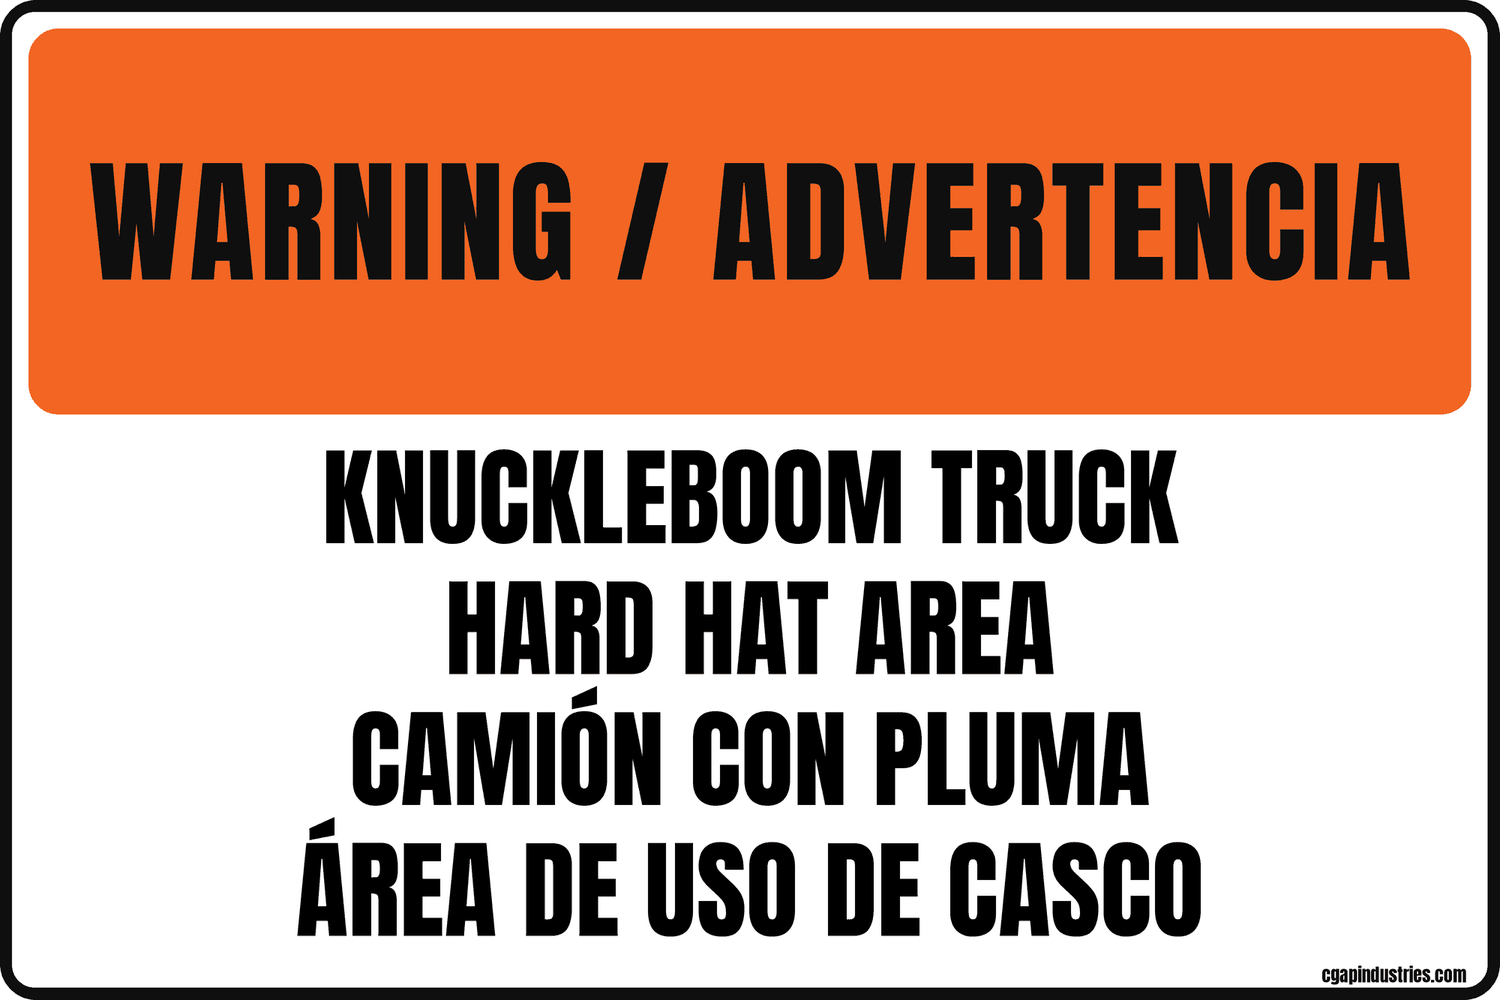 WARNING / ADVERTENCIA
KNUCKLEBOOM TRUCK
HARD HAT AREA
CAMIÓN CON PLUMA
ÁREA DE USO DE CASCO
cgapindustries.com